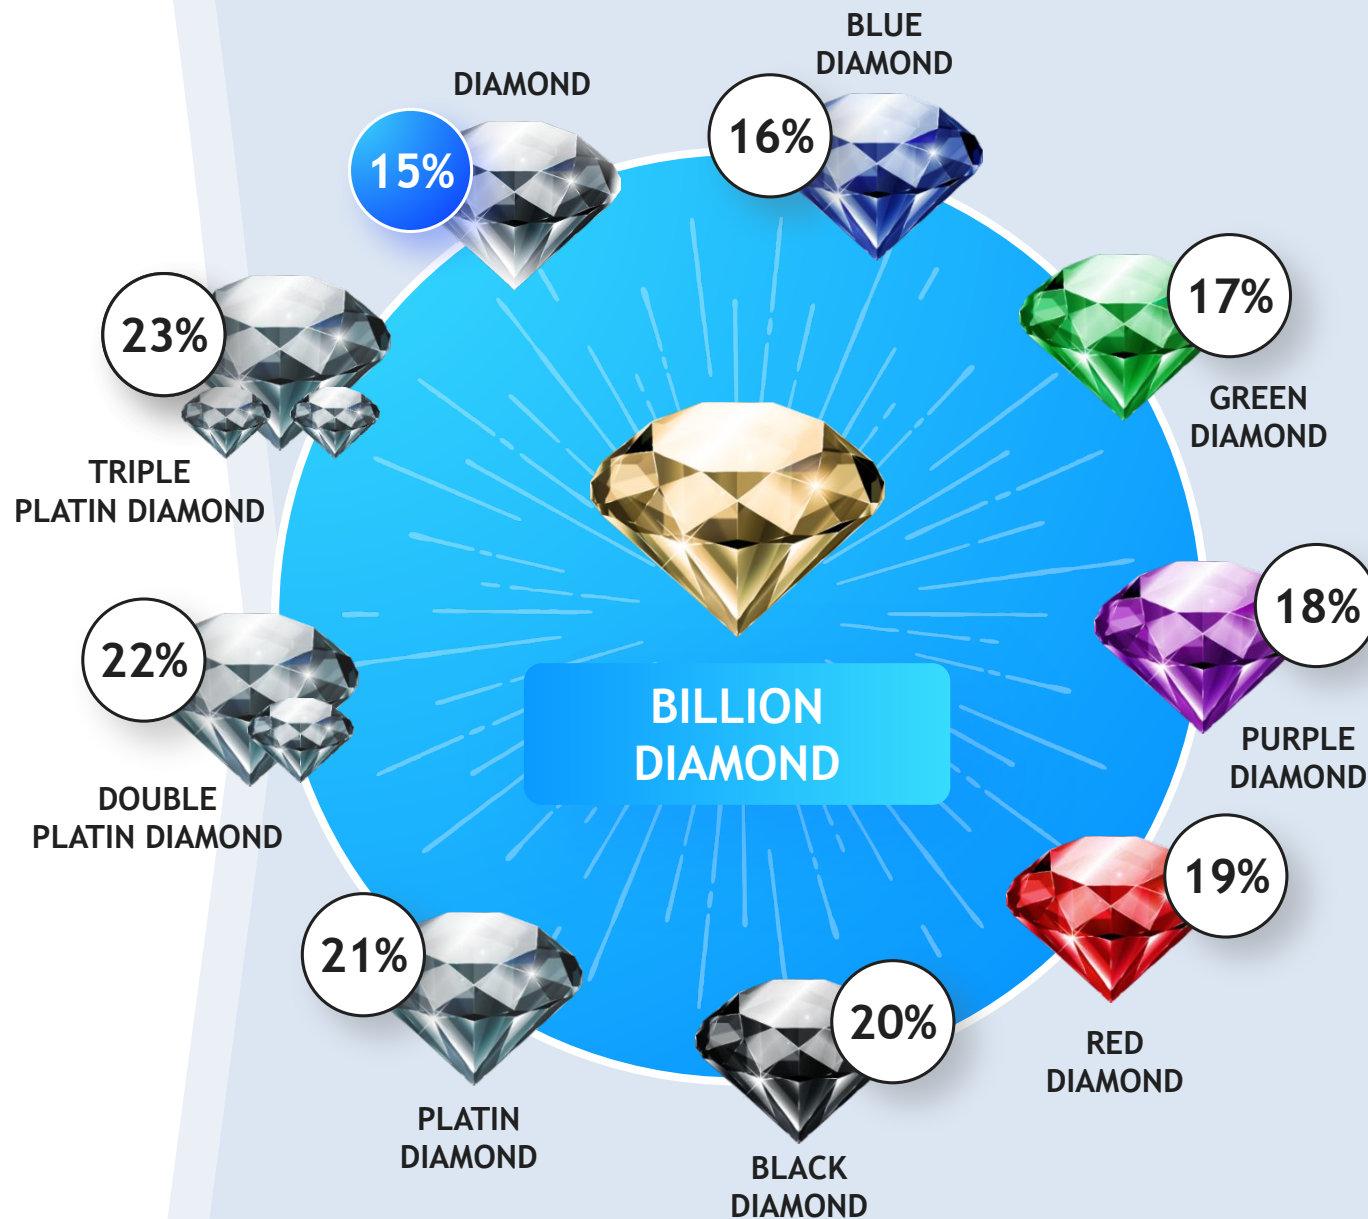 DIAMOND
15%
BLUE
DIAMOND
16%
17%
GREEN
DIAMOND
18%
PURPLE
DIAMOND
19%
RED
DIAMOND
20%
BLACK
DIAMOND
21%
PLATIN
DIAMOND
22%
DOUBLE
PLATIN DIAMOND
23%
TRIPLE
PLATIN DIAMOND
BILLION
DIAMOND